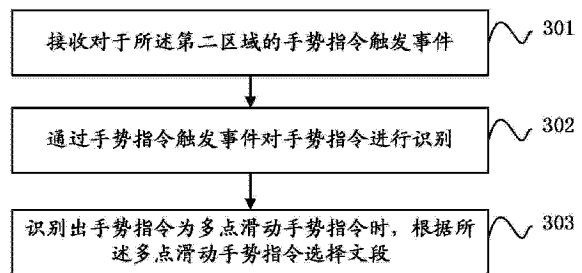 接收对于所述第二区域的手势指令触发事件
301
通过手势指令触发事件对手势指令进行识别
302
识别出手势指令为多点滑动手势指令时，根据所
述多点滑动手势指令选择文段
303